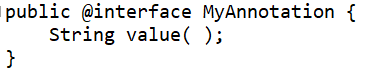 public @interface MyAnnotation {
    String value( );
}